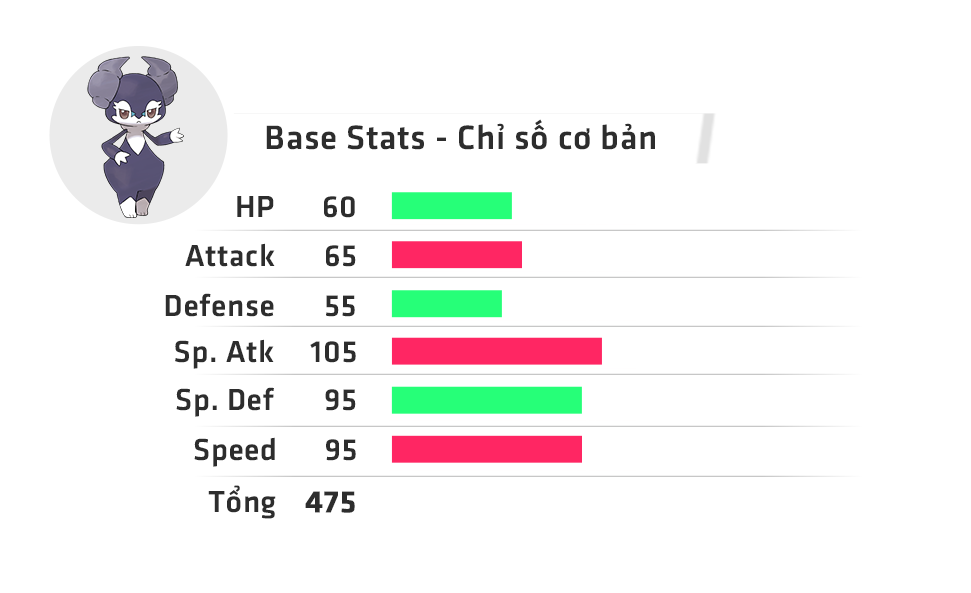 Base Stats - Chỉ số cơ bản
HP 60
Attack 65
Defense 55
Sp. Atk 105
Sp. Def 95
Speed 95
Tổng 475